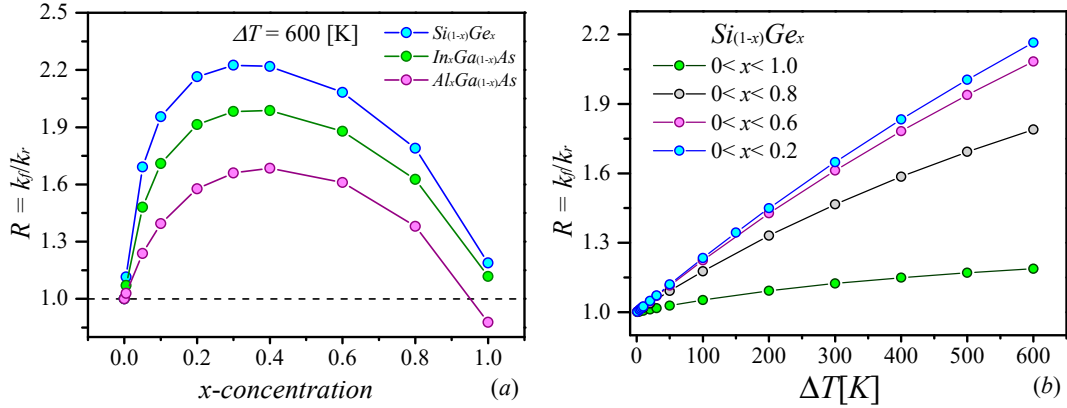 ΔT = 600 [K]
Si(1-x)Gex
InxGa(1-x)As
AlxGa(1-x)As
2.5
2.2
1.9
1.6
1.3
1.0
R = kf/kr
0.0 0.2 0.4 0.6 0.8 1.0
x-concentration
(a)
Si(1-x)Gex
0< x< 1.0
0< x< 0.8
0< x< 0.6
0< x< 0.2
2.2
1.9
1.6
1.3
1.0
R = kf/kr
0 100 200 300 400 500 600
ΔT[K]
(b)